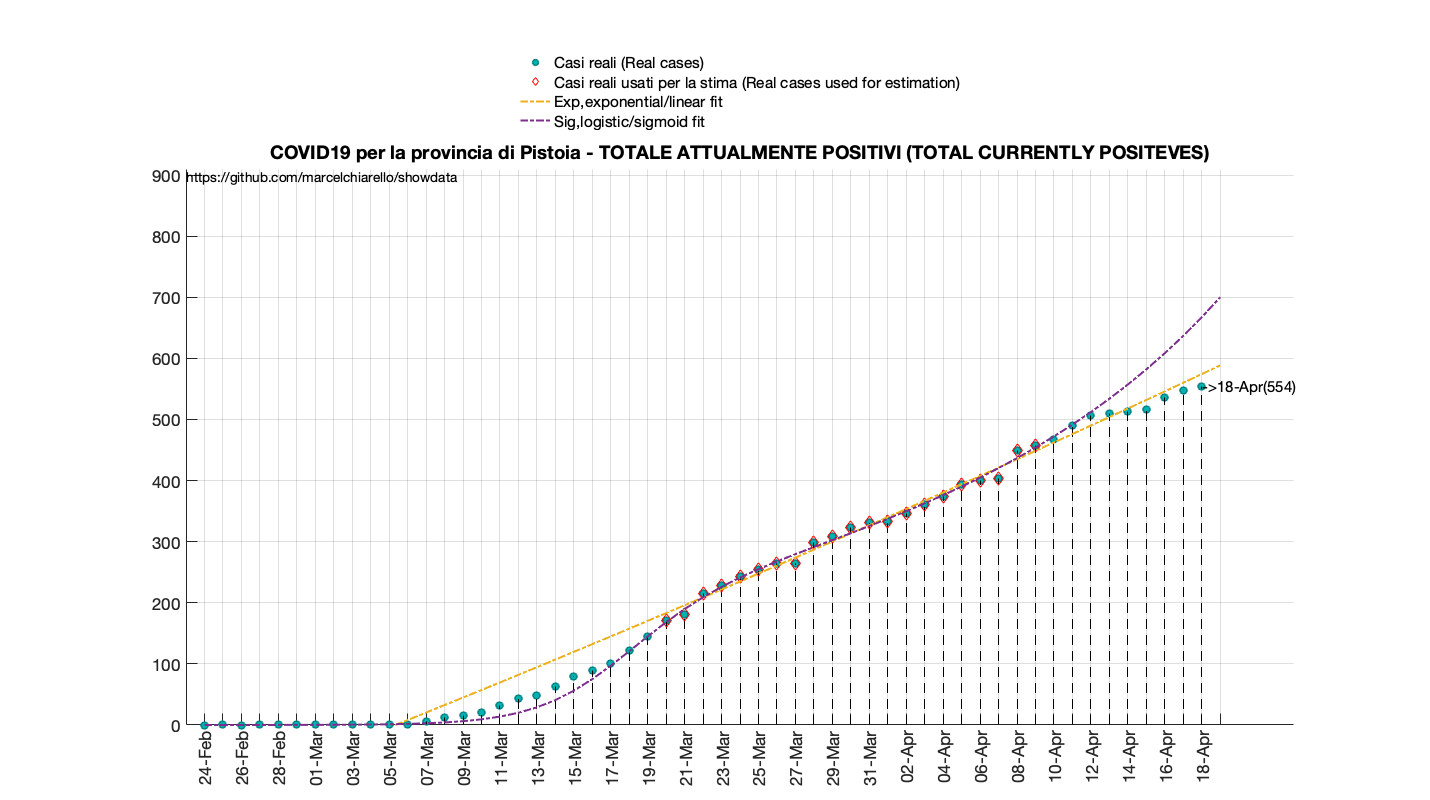 Casi reali (Real cases)
Casi reali usati per la stima (Real cases used for estimation)
Exp,exponential/linear fit
Sig,logistic/sigmoid fit
COVID19 per la provincia di Pistoia - TOTALE ATTUALMENTE POSITIVI (TOTAL CURRENTLY POSITEVES)
https://github.com/marcelchiarello/showdata
900
800
700
600
500
400
300
200
100
0
->18-Apr(554)
24-Feb
26-Feb
28-Feb
01-Mar
03-Mar
05-Mar
07-Mar
09-Mar
11-Mar
13-Mar
15-Mar
17-Mar
19-Mar
21-Mar
23-Mar
25-Mar
27-Mar
29-Mar
31-Mar
02-Apr
04-Apr
06-Apr
08-Apr
10-Apr
12-Apr
14-Apr
16-Apr
18-Apr